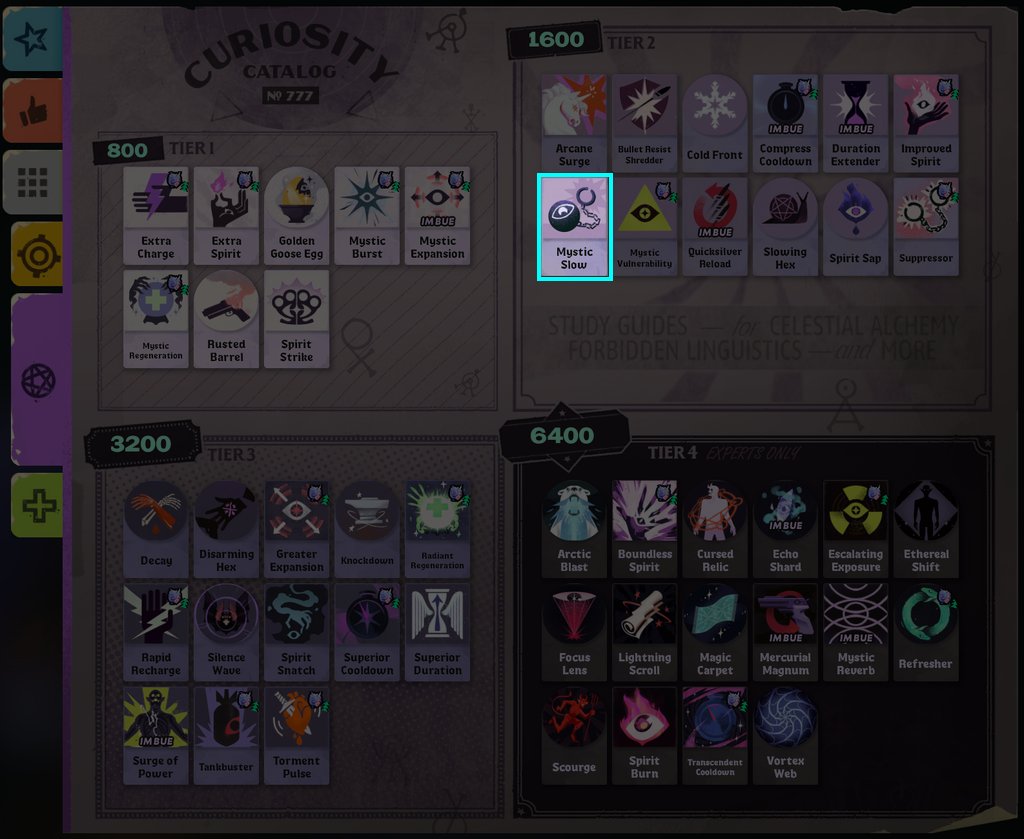 CURIOSITY
CATALOG
Nº 777
800 TIER 1
Extra Charge
Extra Spirit
Golden Goose Egg
Mystic Burst
IMBUE
Mystic Expansion
Mystic Regeneration
Rusted Barrel
Spirit Strike
1600 TIER 2
Arcane Surge
Bullet Resist Shredder
Cold Front
IMBUE
Compress Cooldown
IMBUE
Duration Extender
Improved Spirit
Mystic Slow
Mystic Vulnerability
IMBUE
Quicksilver Reload
Slowing Hex
Spirit Sap
Suppressor
STUDY GUIDES — for CELESTIAL ALCHEMY
FORBIDDEN LINGUISTICS — and MORE
3200 TIER 3
Decay
Disarming Hex
Greater Expansion
Knockdown
Radiant Regeneration
Rapid Recharge
Silence Wave
Spirit Snatch
Superior Cooldown
Superior Duration
IMBUE
Surge of Power
Tankbuster
Torment Pulse
6400 TIER 4 EXPERTS ONLY
Arctic Blast
Boundless Spirit
Cursed Relic
IMBUE
Echo Shard
IMBUE
Escalating Exposure
Ethereal Shift
Focus Lens
Lightning Scroll
Magic Carpet
IMBUE
Mercurial Magnum
IMBUE
Mystic Reverb
Refresher
Scourge
Spirit Burn
Transcendent Cooldown
Vortex Web